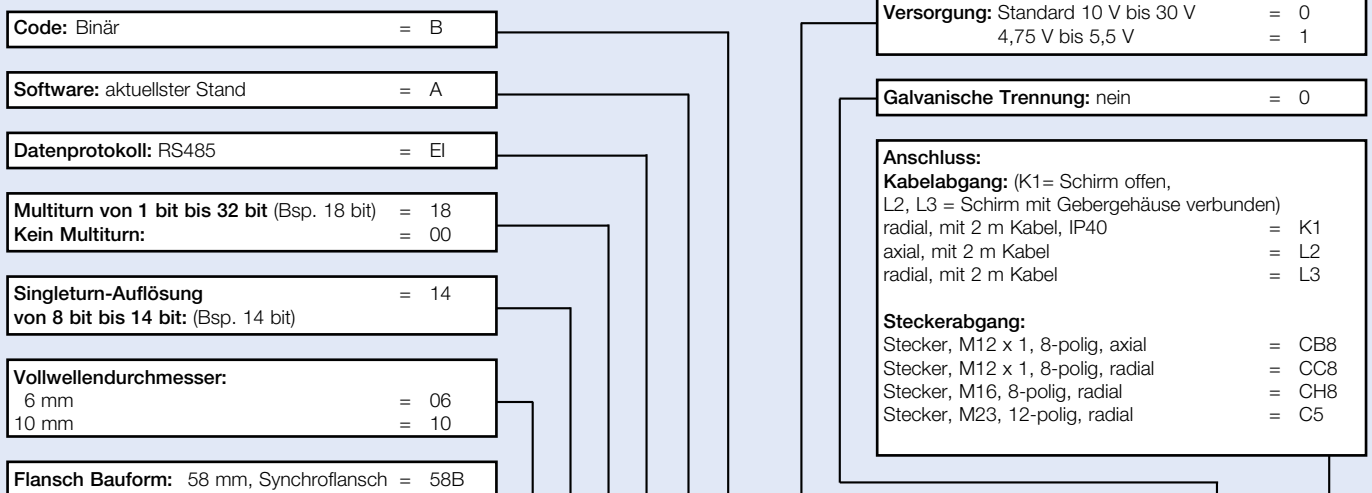 Code: Binär = B
Software: aktuellster Stand = A
Datenprotokoll: RS485 = EI
Multiturn von 1 bit bis 32 bit (Bsp. 18 bit) = 18
Kein Multiturn: = 00
Singleturn-Auflösung = 14
von 8 bit bis 14 bit: (Bsp. 14 bit)
Vollwellendurchmesser:
6 mm = 06
10 mm = 10
Flansch Bauform: 58 mm, Synchroflansch = 58B
Versorgung: Standard 10 V bis 30 V = 0
4,75 V bis 5,5 V = 1
Galvanische Trennung: nein = 0
Anschluss:
Kabelabgang: (K1= Schirm offen,
L2, L3 = Schirm mit Gebergehäuse verbunden)
radial, mit 2 m Kabel, IP40 = K1
axial, mit 2 m Kabel = L2
radial, mit 2 m Kabel = L3
Steckerabgang:
Stecker, M12 x 1, 8-polig, axial = CB8
Stecker, M12 x 1, 8-polig, radial = CC8
Stecker, M16, 8-polig, radial = CH8
Stecker, M23, 12-polig, radial = C5